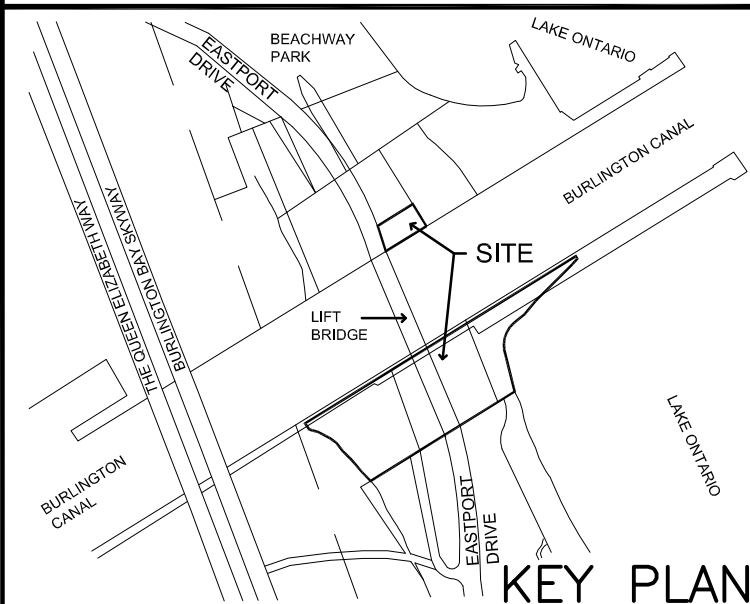 LAKE ONTARIO
BEACHWAY
PARK
EASTPORT
DRIVE
BURLINGTON CANAL
THE QUEEN ELIZABETH WAY
BURLINGTON BAY SKYWAY
SITE
LIFT
BRIDGE
LAKE ONTARIO
BURLINGTON
CANAL
EASTPORT
DRIVE
KEY PLAN